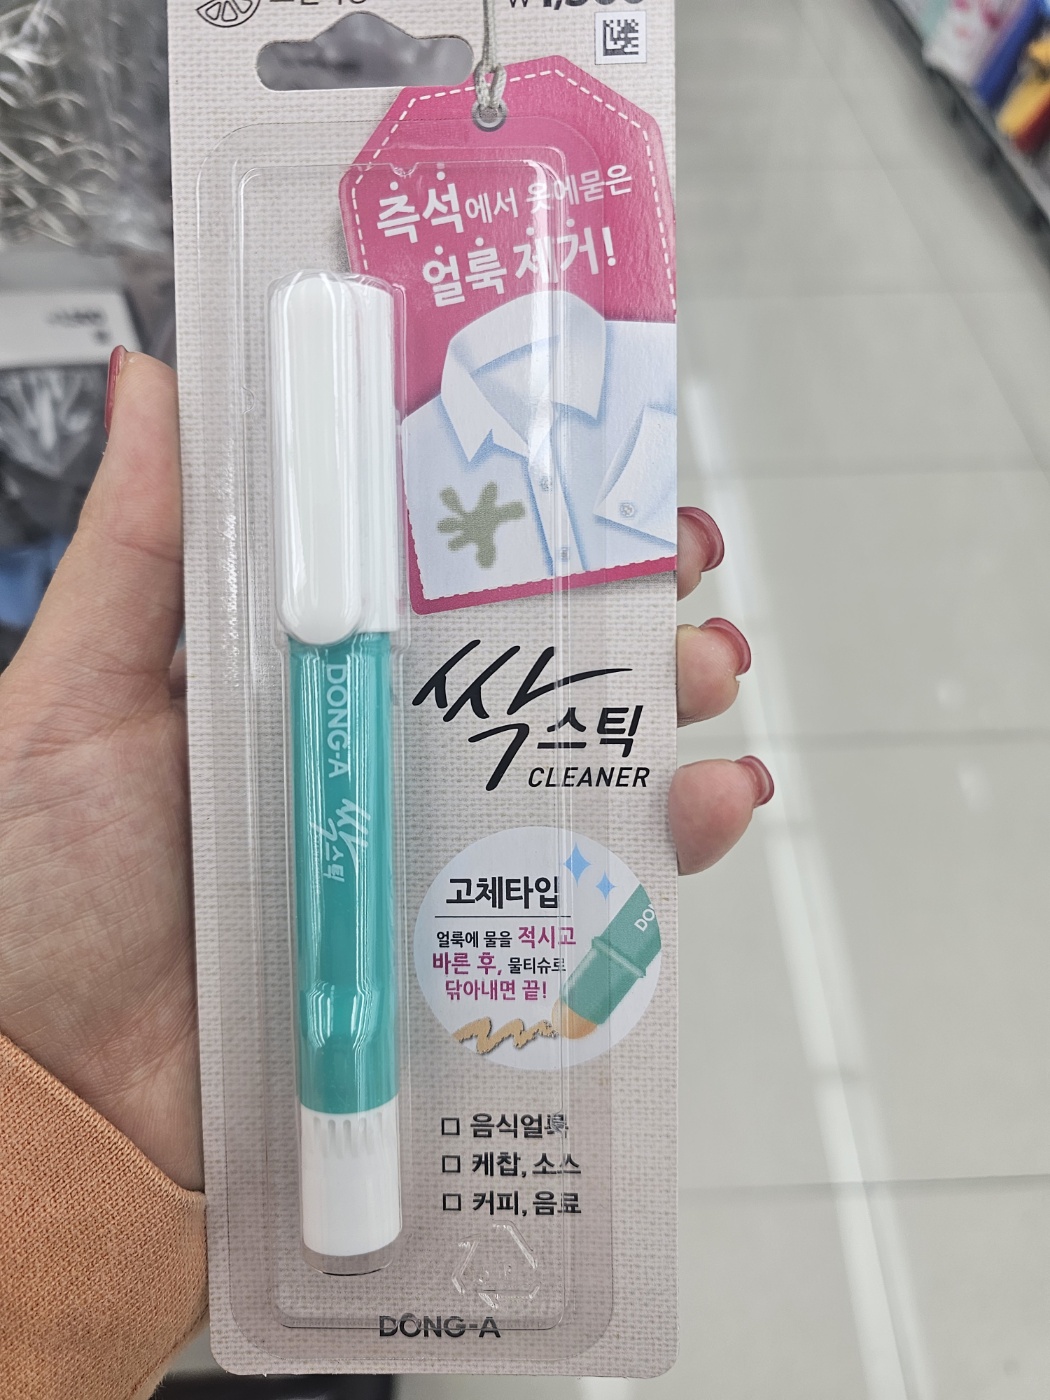 즉석에서 옷에묻은
얼룩 제거!
DONG-A
싹스틱
싹스틱
CLEANER
고체타입
얼룩에 물을 적시고
바른 후, 물티슈로
닦아내면 끝!
□ 음식얼룩
□ 케찹, 소스
□ 커피, 음료
DONG-A